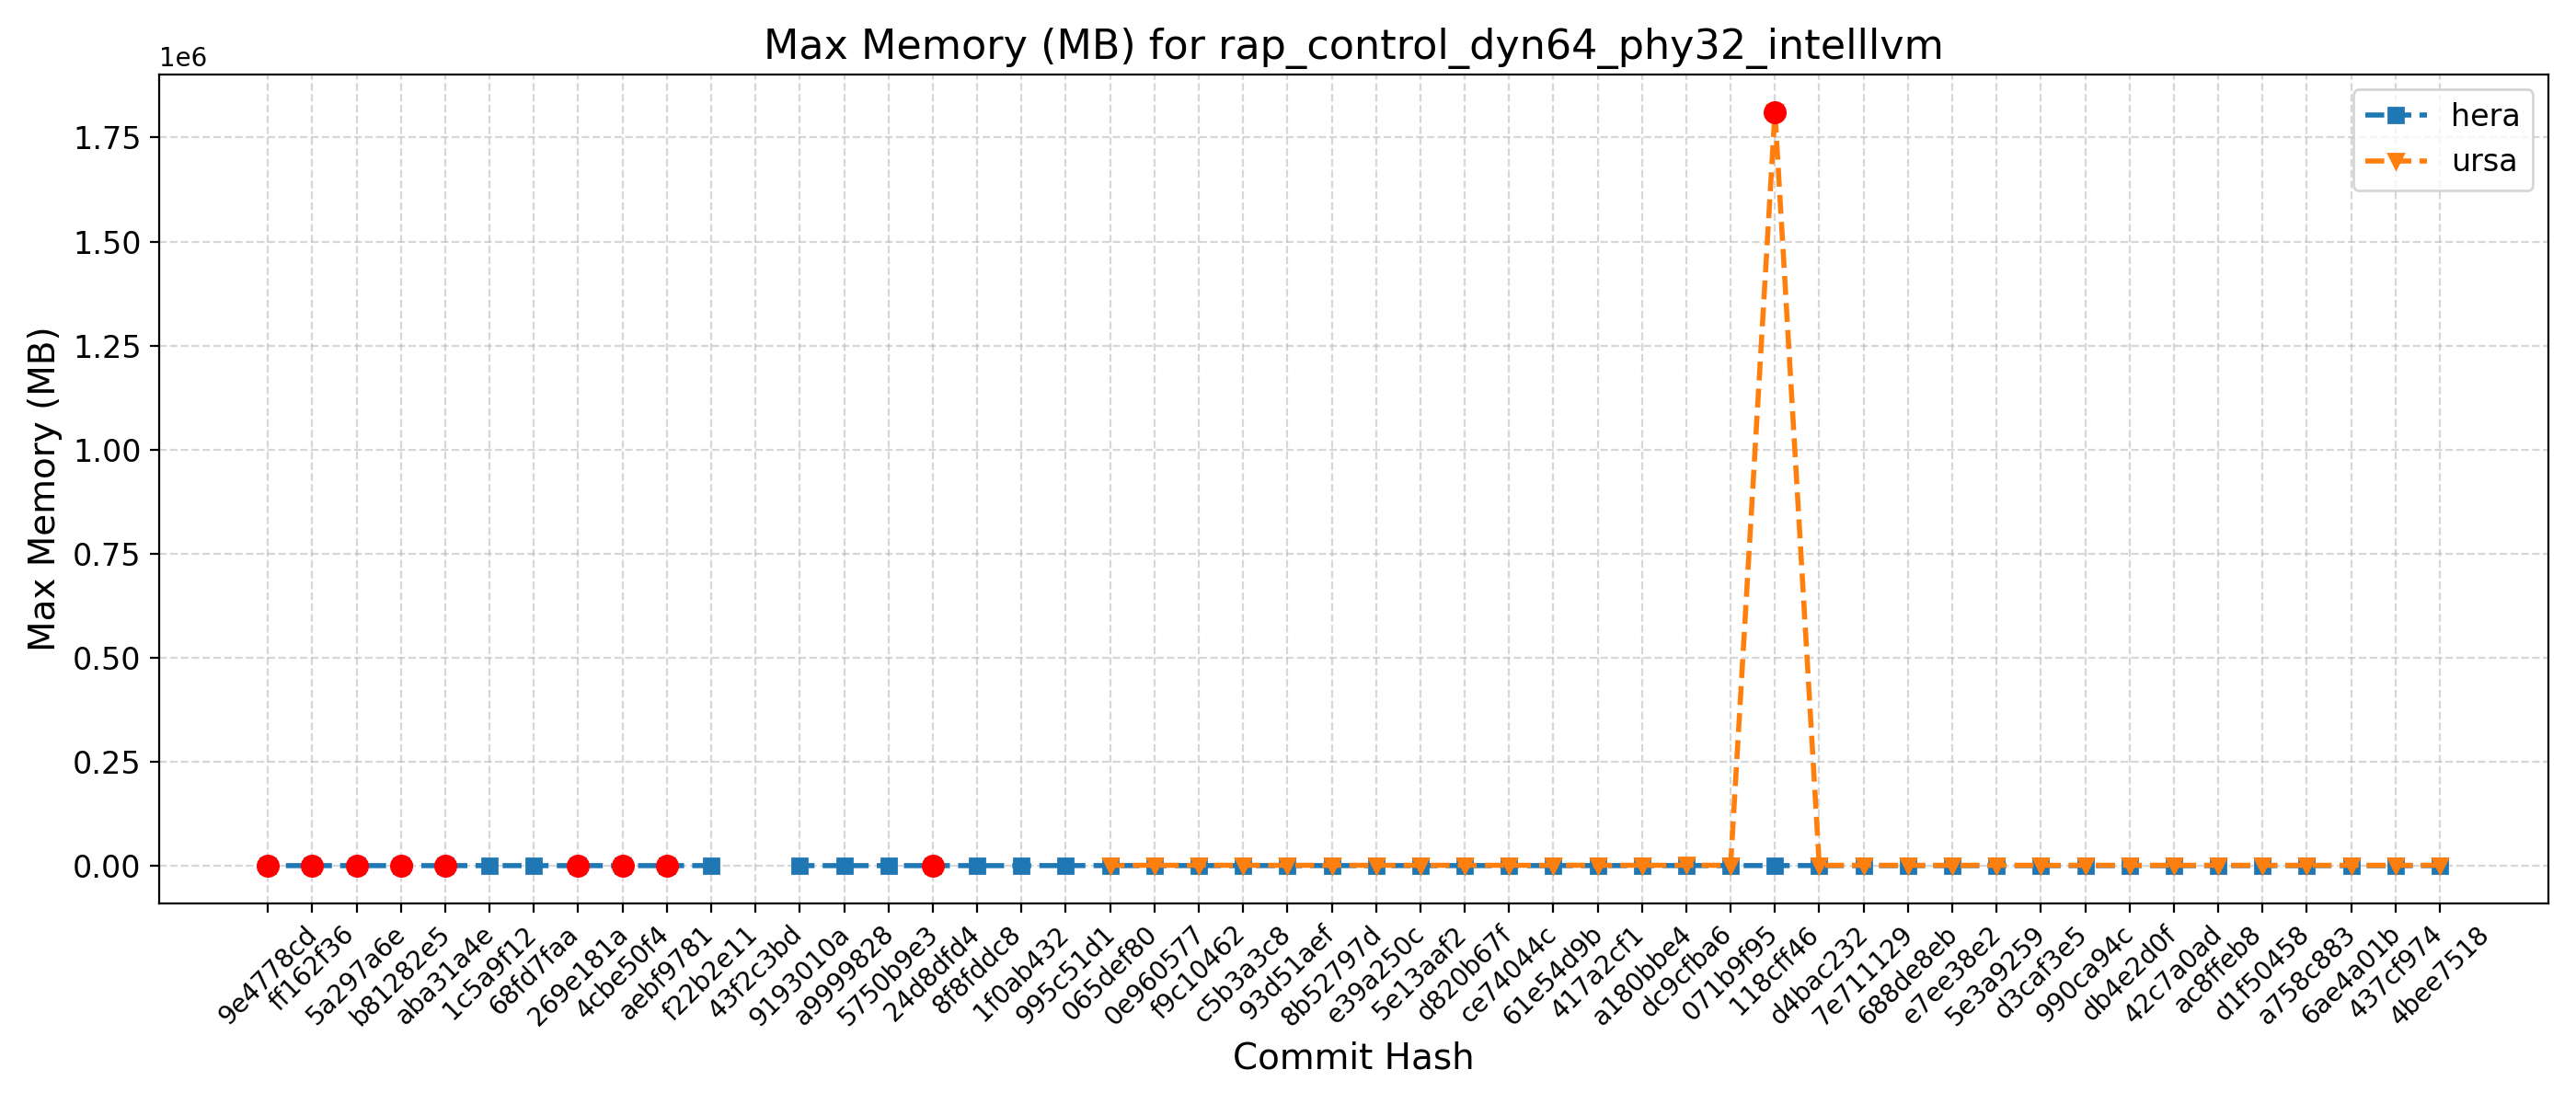 Max Memory (MB) for rap_control_dyn64_phy32_intelllvm
1e6
1.75
1.50
1.25
1.00
0.75
0.50
0.25
0.00
Max Memory (MB)
hera
ursa
9e4778cd
ff162f36
5a297a6e
b81282e5
aba31a4e
1c5a9f12
68fd7faa
269e181a
4cbe50f4
aebf9781
f22b2e11
43f2c3bd
9193010a
a9999828
5750b9e3
24d8dfd4
8f8fddc8
1f0ab432
995c51d1
065def80
0e960577
f9c10462
c5b3a3c8
93d51aef
8b52797d
e39a250c
5e13aaf2
d820b67f
ce74044c
61e54d9b
417a2cf1
a180bbe4
dc9cfba6
071b9f95
118cff46
d4bac232
7e711129
688de8eb
e7ee38e2
5e3a9259
d3caf3e5
990ca94c
db4e2d0f
42c7a0ad
ac8ffeb8
d1f50458
a758c883
6ae4a01b
437cf974
4bee7518
Commit Hash